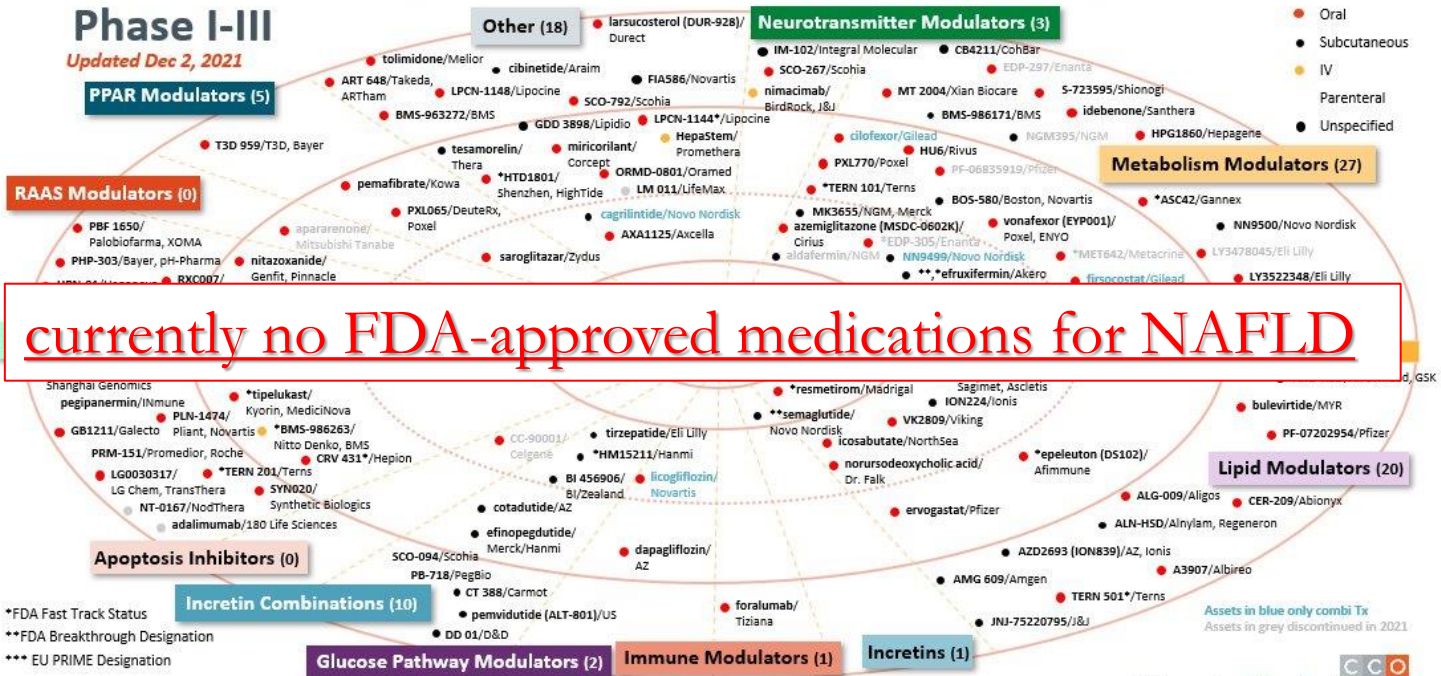 Phase I-III
Updated Dec 2, 2021
Other (18)
Neurotransmitter Modulators (3)
PPAR Modulators (5)
RAAS Modulators (0)
Metabolism Modulators (27)
Oral
Subcutaneous
IV
Parenteral
Unspecified
larsucosterol (DUR-928)/
Durect
tolimidone/Melior
cibinetide/Araim
ART 648/Takeda,
ARTham
LPCN-1148/Lipocine
FIA586/Novartis
SCO-792/Scohia
BMS-963272/BMS
GDD 3898/Lipidio
LPCN-1144*/Lipocine
HepaStem/
Promethera
T3D 959/T3D, Bayer
tesamorelin/
Thera
miricorilant/
Corcept
pemafibrate/Kowa
*HTD1801/
Shenzhen, HighTide
ORMD-0801/Oramed
LM 011/LifeMax
PXL065/DeuteRx,
Poxel
cagrilintide/Novo Nordisk
AXA1125/Axcella
PBF 1650/
Palobiofarma, XOMA
apararenone/
Mitsubishi Tanabe
PHP-303/Bayer, pH-Pharma
nitazoxanide/
Genfit, Pinnacle
saroglitazar/Zydus
RXC007/
IM-102/Integral Molecular
CB4211/CohBar
SCO-267/Scohia
EDP-297/Enanta
nimacimab/
BirdRock, J&J
MT 2004/Xian Biocare
S-723595/Shionogi
BMS-986171/BMS
idebenone/Santhera
cilofexor/Gilead
NGM395/NGM
HPG1860/Hepagene
HU6/Rivus
PXL770/Poxel
PF-06835919/Pfizer
*TERN 101/Terns
BOS-580/Boston, Novartis
*ASC42/Gannex
MK3655/NGM, Merck
vonafexor (EYP001)/
Poxel, ENYO
NN9500/Novo Nordisk
azemiglitazone (MSDC-0602K)/
Cirius
*EDP-305/Enanta
aldafermin/NGM
NN9499/Novo Nordisk
*MET642/Metacrine
LY3478045/Eli Lilly
**,*efruxifermin/Akero
firsocostat/Gilead
LY3522348/Eli Lilly
currently no FDA-approved medications for NAFLD
Shanghai Genomics
pegipanermin/INmune
*tipelukast/
Kyorin, MediciNova
PLN-1474/
Pliant, Novartis
GB1211/Galecto
*BMS-986263/
Nitto Denko, BMS
PRM-151/Promedior, Roche
CRV 431*/Hepion
LG0030317/
LG Chem, TransThera
*TERN 201/Terns
SYN020/
Synthetic Biologics
NT-0167/NodThera
adalimumab/180 Life Sciences
CC-90001/
Celgene
tirzepatide/Eli Lilly
*HM15211/Hanmi
BI 456906/
BI/Zealand
licogliflozin/
Novartis
cotadutide/AZ
efinopegdutide/
Merck/Hanmi
SCO-094/Scohia
PB-718/PegBio
CT 388/Carmot
pemvidutide (ALT-801)/US
DD 01/D&D
dapagliflozin/
AZ
foralumab/
Tiziana
*resmetirom/Madrigal
Sagimet, Ascletis
ION224/Ionis
**semaglutide/
Novo Nordisk
VK2809/Viking
icosabutate/NorthSea
norursodeoxycholic acid/
Dr. Falk
*epeleuton (DS102)/
Afimmune
ervogastat/Pfizer
, GSK
bulevirtide/MYR
PF-07202954/Pfizer
Lipid Modulators (20)
ALG-009/Aligos
CER-209/Abionyx
ALN-HSD/Alnylam, Regeneron
AZD2693 (ION839)/AZ, Ionis
A3907/Albireo
AMG 609/Amgen
TERN 501*/Terns
JNJ-75220795/J&J
Apoptosis Inhibitors (0)
Incretin Combinations (10)
Glucose Pathway Modulators (2)
Immune Modulators (1)
Incretins (1)
*FDA Fast Track Status
**FDA Breakthrough Designation
*** EU PRIME Designation
Assets in blue only combi Tx
Assets in grey discontinued in 2021
CCO